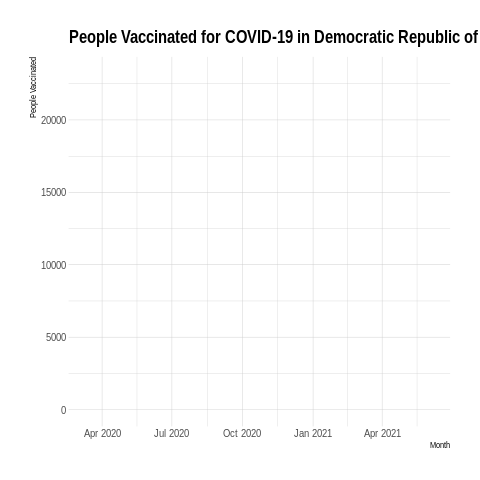 People Vaccinated for COVID-19 in Democratic Republic of
People Vaccinated
20000
15000
10000
5000
0
Apr 2020 Jul 2020 Oct 2020 Jan 2021 Apr 2021
Month